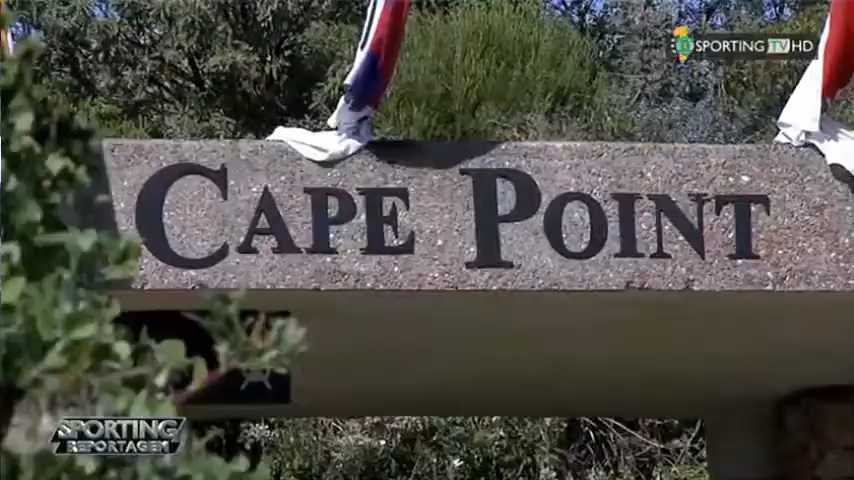 SPORTING TV HD
CAPE POINT
SPORTING
REPORTAGEM